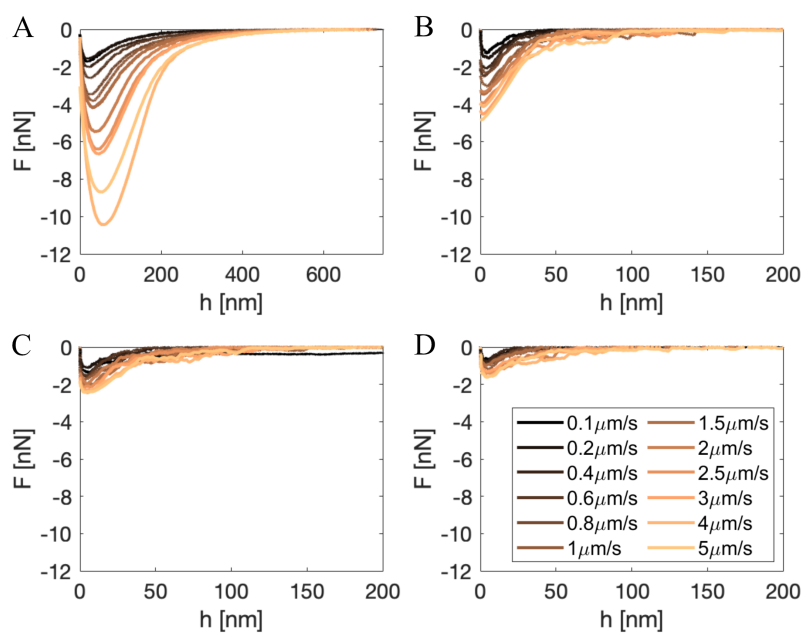 A
0
-2
-4
-6
-8
-10
-12
F [nN]
0 200 400 600
h [nm]
B
0
-2
-4
-6
-8
-10
-12
F [nN]
0 50 100 150 200
h [nm]
C
0
-2
-4
-6
-8
-10
-12
F [nN]
0 50 100 150 200
h [nm]
D
0
-2
-4
-6
-8
-10
-12
F [nN]
0 50 100 150 200
h [nm]
0.1μm/s 1.5μm/s
0.2μm/s 2μm/s
0.4μm/s 2.5μm/s
0.6μm/s 3μm/s
0.8μm/s 4μm/s
1μm/s 5μm/s